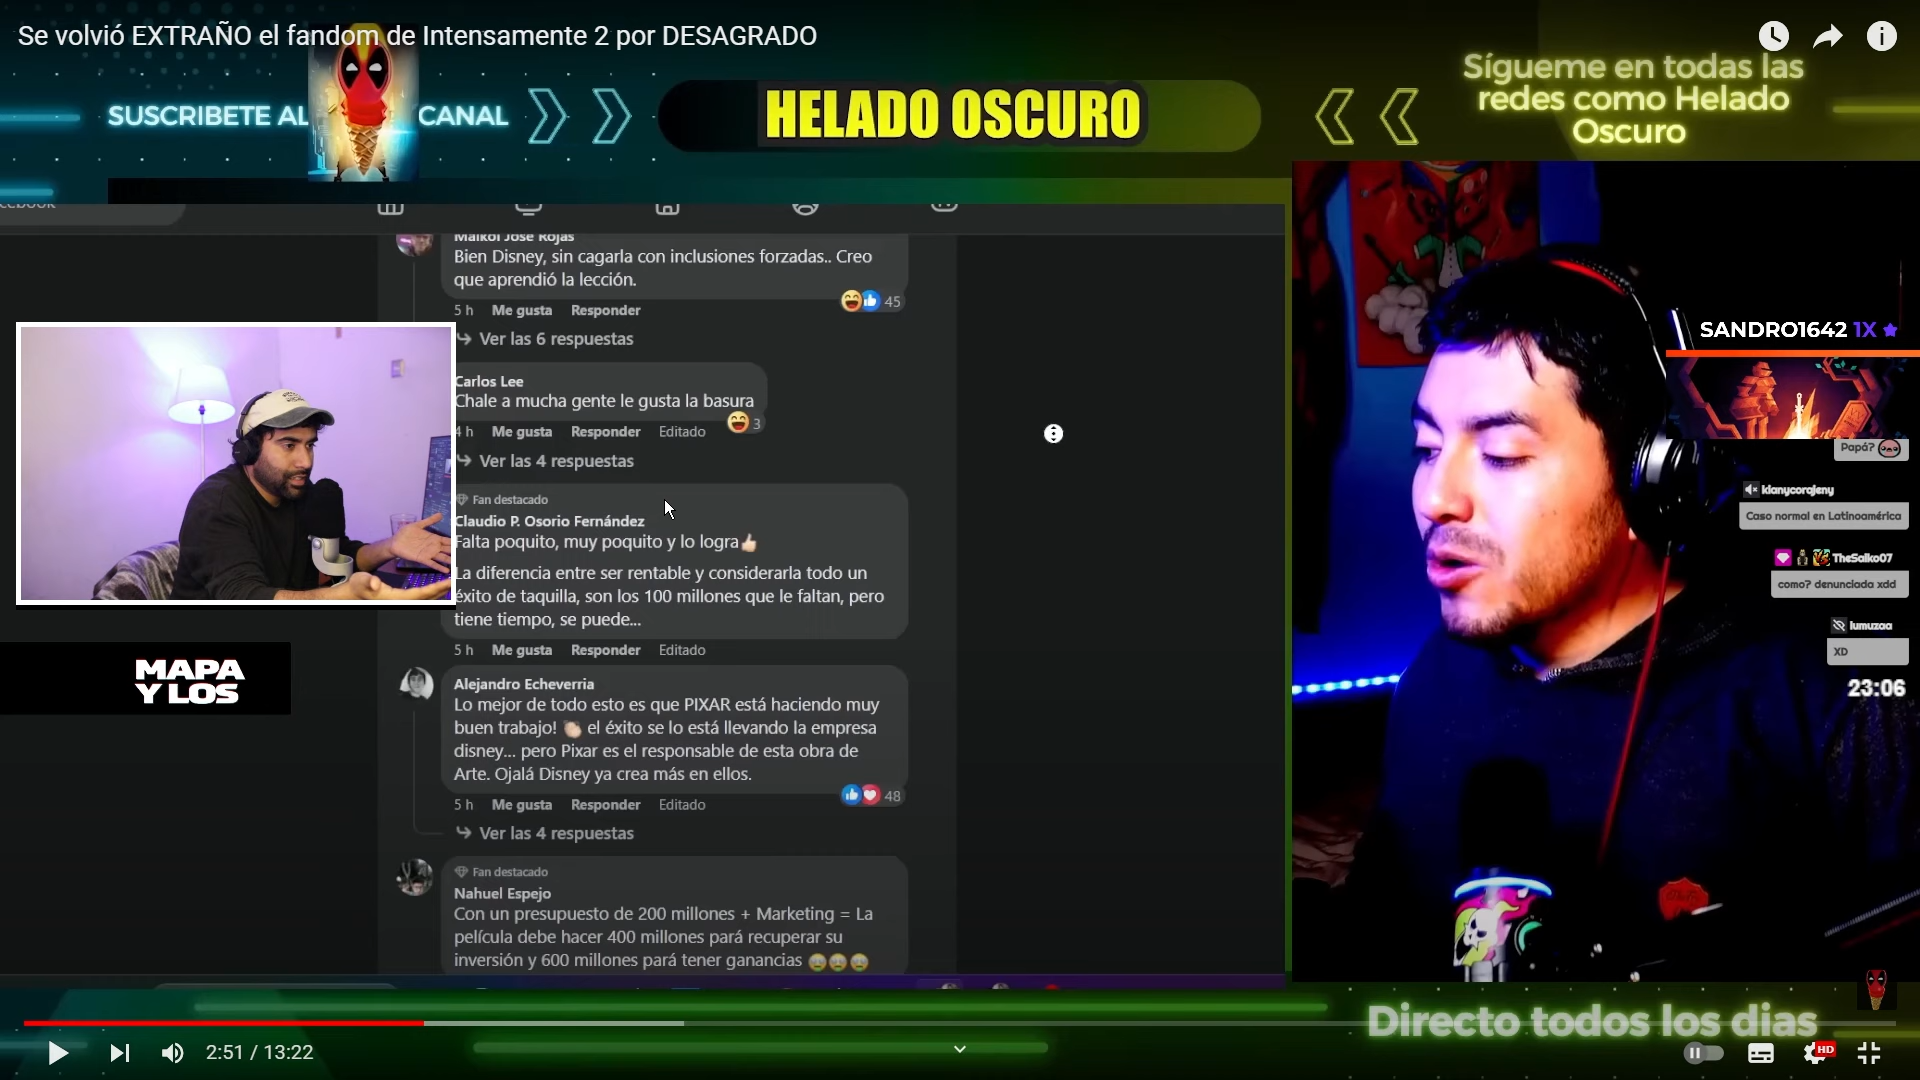 Se volvió EXTRAÑO el fandom de Intensamente 2 por DESAGRADO
SUSCRIBETE AL CANAL
HELADO OSCURO
Sígueme en todas las
redes como Helado
Oscuro
Maikol Jose Rojas
Bien Disney, sin cagarla con inclusiones forzadas.. Creo
que aprendió la lección.
45
5 h Me gusta Responder
Ver las 6 respuestas
Carlos Lee
Chale a mucha gente le gusta la basura
3
4 h Me gusta Responder Editado
Ver las 4 respuestas
Fan destacado
Claudio P. Osorio Fernández
Falta poquito, muy poquito y lo logra👍🏻
La diferencia entre ser rentable y considerarla todo un
éxito de taquilla, son los 100 millones que le faltan, pero
tiene tiempo, se puede...
5 h Me gusta Responder Editado
Alejandro Echeverria
Lo mejor de todo esto es que PIXAR está haciendo muy
buen trabajo! 👏🏻 el éxito se lo está llevando la empresa
disney... pero Pixar es el responsable de esta obra de
Arte. Ojalá Disney ya crea más en ellos.
48
5 h Me gusta Responder Editado
Ver las 4 respuestas
Fan destacado
Nahuel Espejo
Con un presupuesto de 200 millones + Marketing = La
película debe hacer 400 millones pará recuperar su
inversión y 600 millones pará tener ganancias
MAPA
Y LOS
SANDRO1642 1X
Papá?
klanycorajeny
Caso normal en Latinoamérica
TheSaiko07
como? denunciada xdd
lumuzaa
XD
23:06
Directo todos los dias
2:51 / 13:22
HD